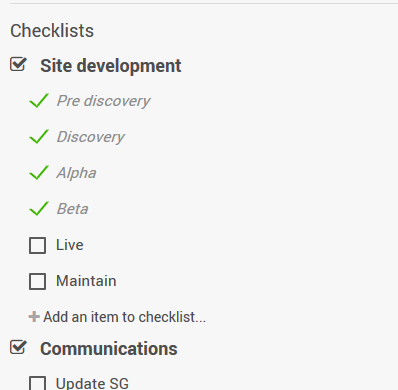 Checklists
Site development
Pre discovery
Discovery
Alpha
Beta
Live
Maintain
Add an item to checklist...
Communications
Update SG